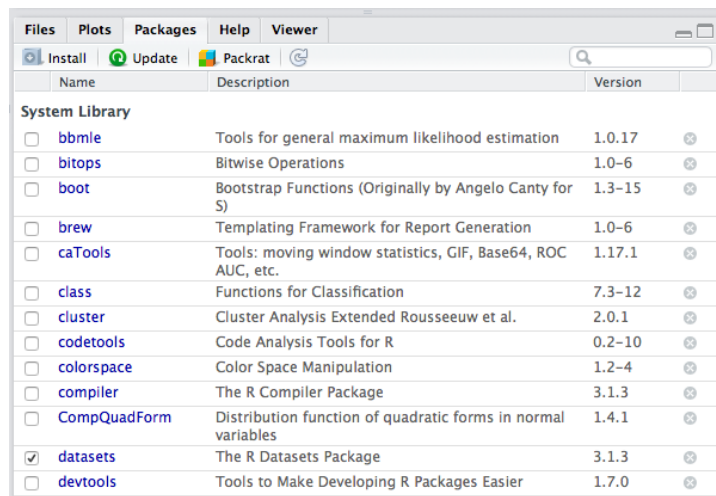 Files Plots Packages Help Viewer
Install Update Packrat
Name Description Version
System Library
bbmle Tools for general maximum likelihood estimation 1.0.17
bitops Bitwise Operations 1.0-6
boot Bootstrap Functions (Originally by Angelo Canty for 1.3-15
S)
brew Templating Framework for Report Generation 1.0-6
caTools Tools: moving window statistics, GIF, Base64, ROC 1.17.1
AUC, etc.
class Functions for Classification 7.3-12
cluster Cluster Analysis Extended Rousseeuw et al. 2.0.1
codetools Code Analysis Tools for R 0.2-10
colorspace Color Space Manipulation 1.2-4
compiler The R Compiler Package 3.1.3
CompQuadForm Distribution function of quadratic forms in normal 1.4.1
variables
datasets The R Datasets Package 3.1.3
devtools Tools to Make Developing R Packages Easier 1.7.0